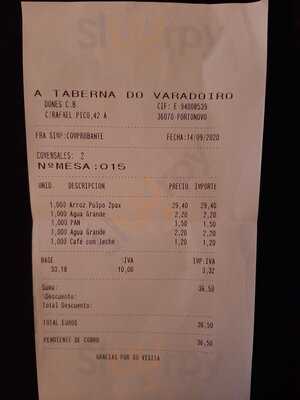 A TABERNA DO VARADOIRO
DONES C.B CIF: E-94000539
C/RAFAEL PICO,42 A 36070 PORTONOVO
FRA SIMP:COMPROBANTE FECHA:14/09/2020
COMENSALES: 2
Nº MESA:015
UNID. DESCRIPCION PRECIO IMPORTE
1,000 Arroz Pulpo 2pax 29,40 29,40
1,000 Agua Grande 2,20 2,20
1,000 PAN 1,50 1,50
1,000 Agua Grande 2,20 2,20
1,000 Café con leche 1,20 1,20
BASE %IVA IMP.IVA
33,18 10,00 3,32
Suma: 36,50
%Descuento:
Total Descuento:
TOTAL EUROS 36,50
PENDIENTE DE COBRO 36,50
GRACIAS POR SU VISITA